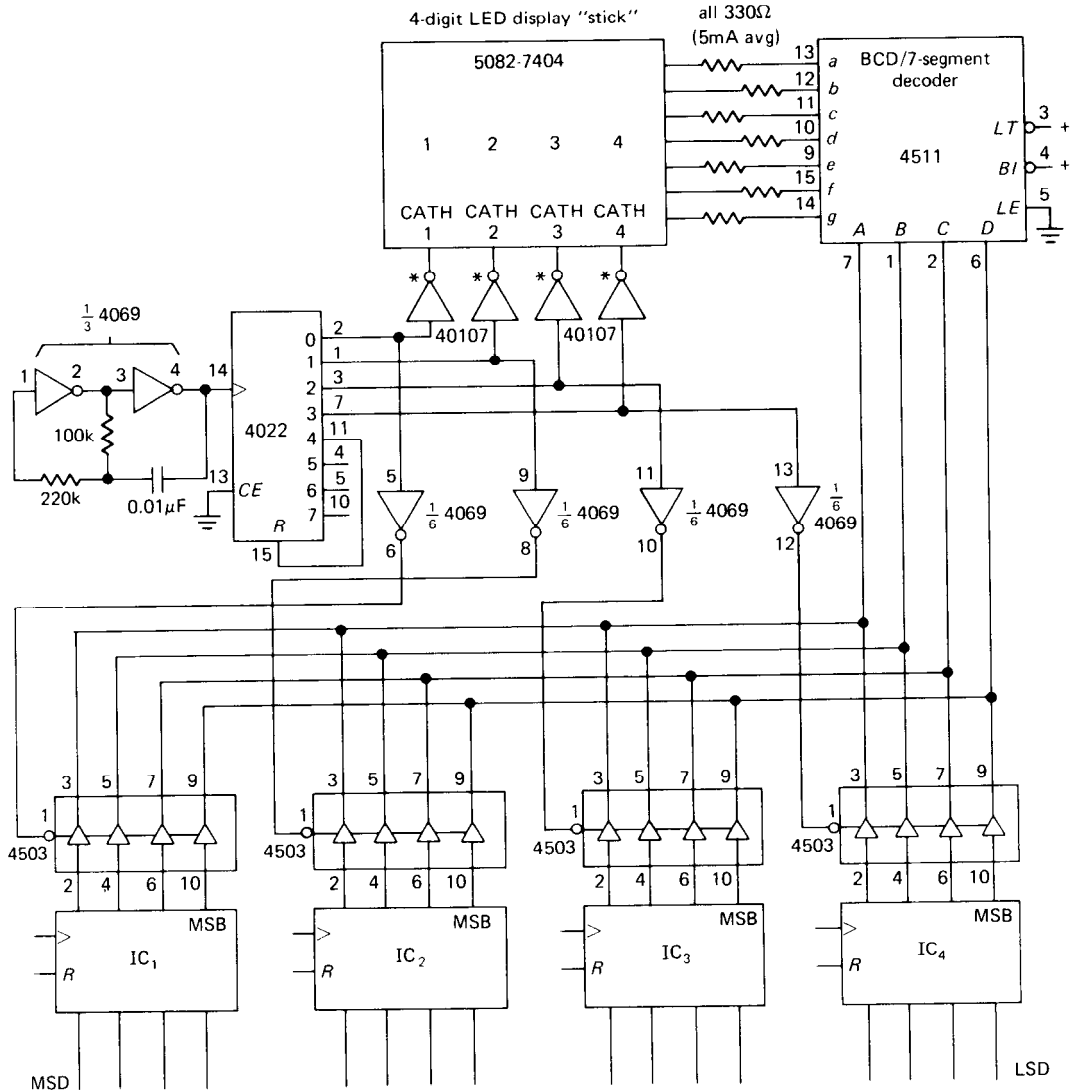 4-digit LED display "stick"
all 330Ω
(5mA avg)
5082-7404
1 2 3 4
CATH CATH CATH CATH
1 2 3 4
13 a
12 b
11 c
10 d
9 e
15 f
14 g
BCD/7-segment
decoder
4511
LT 3 +
BI 4 +
LE 5
A B C D
7 1 2 6
* * * *
40107 40107
1/3 4069
1 2 3 4 14
100k
220k
0.01μF
4022
13 CE
R
15
0 2
1 1
2 3
3 7
4 11
5 4
6 5
7 10
5 9 11 13
1/6 4069
1/6 4069
1/6 4069
1/6 4069
6 8 10 12
3 5 7 9
3 5 7 9
3 5 7 9
3 5 7 9
1 1 1 1
4503 4503 4503 4503
2 4 6 10
2 4 6 10
2 4 6 10
2 4 6 10
MSB MSB MSB MSB
IC1 IC2 IC3 IC4
R R R R
MSD LSD